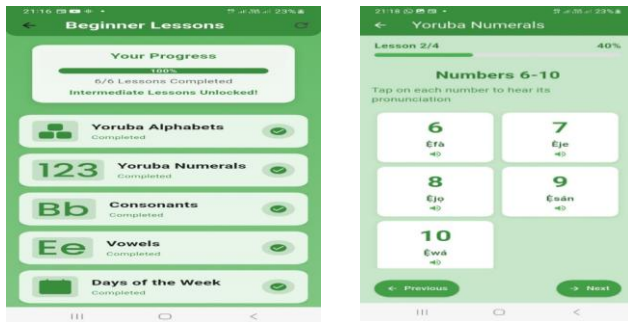 21:16
23%
Beginner Lessons
Your Progress
100%
6/6 Lessons Completed
Intermediate Lessons Unlocked!
Yoruba Alphabets
Completed
123
Yoruba Numerals
Completed
Bb
Consonants
Completed
Ee
Vowels
Completed
Days of the Week
Completed
21:18
23%
Yoruba Numerals
Lesson 2/4
40%
Numbers 6-10
Tap on each number to hear its
pronunciation
6
Ẹ̀fà
7
Èje
8
Ẹ̀jọ
9
Ẹ̀sán
10
Ẹ̀wá
Previous
Next